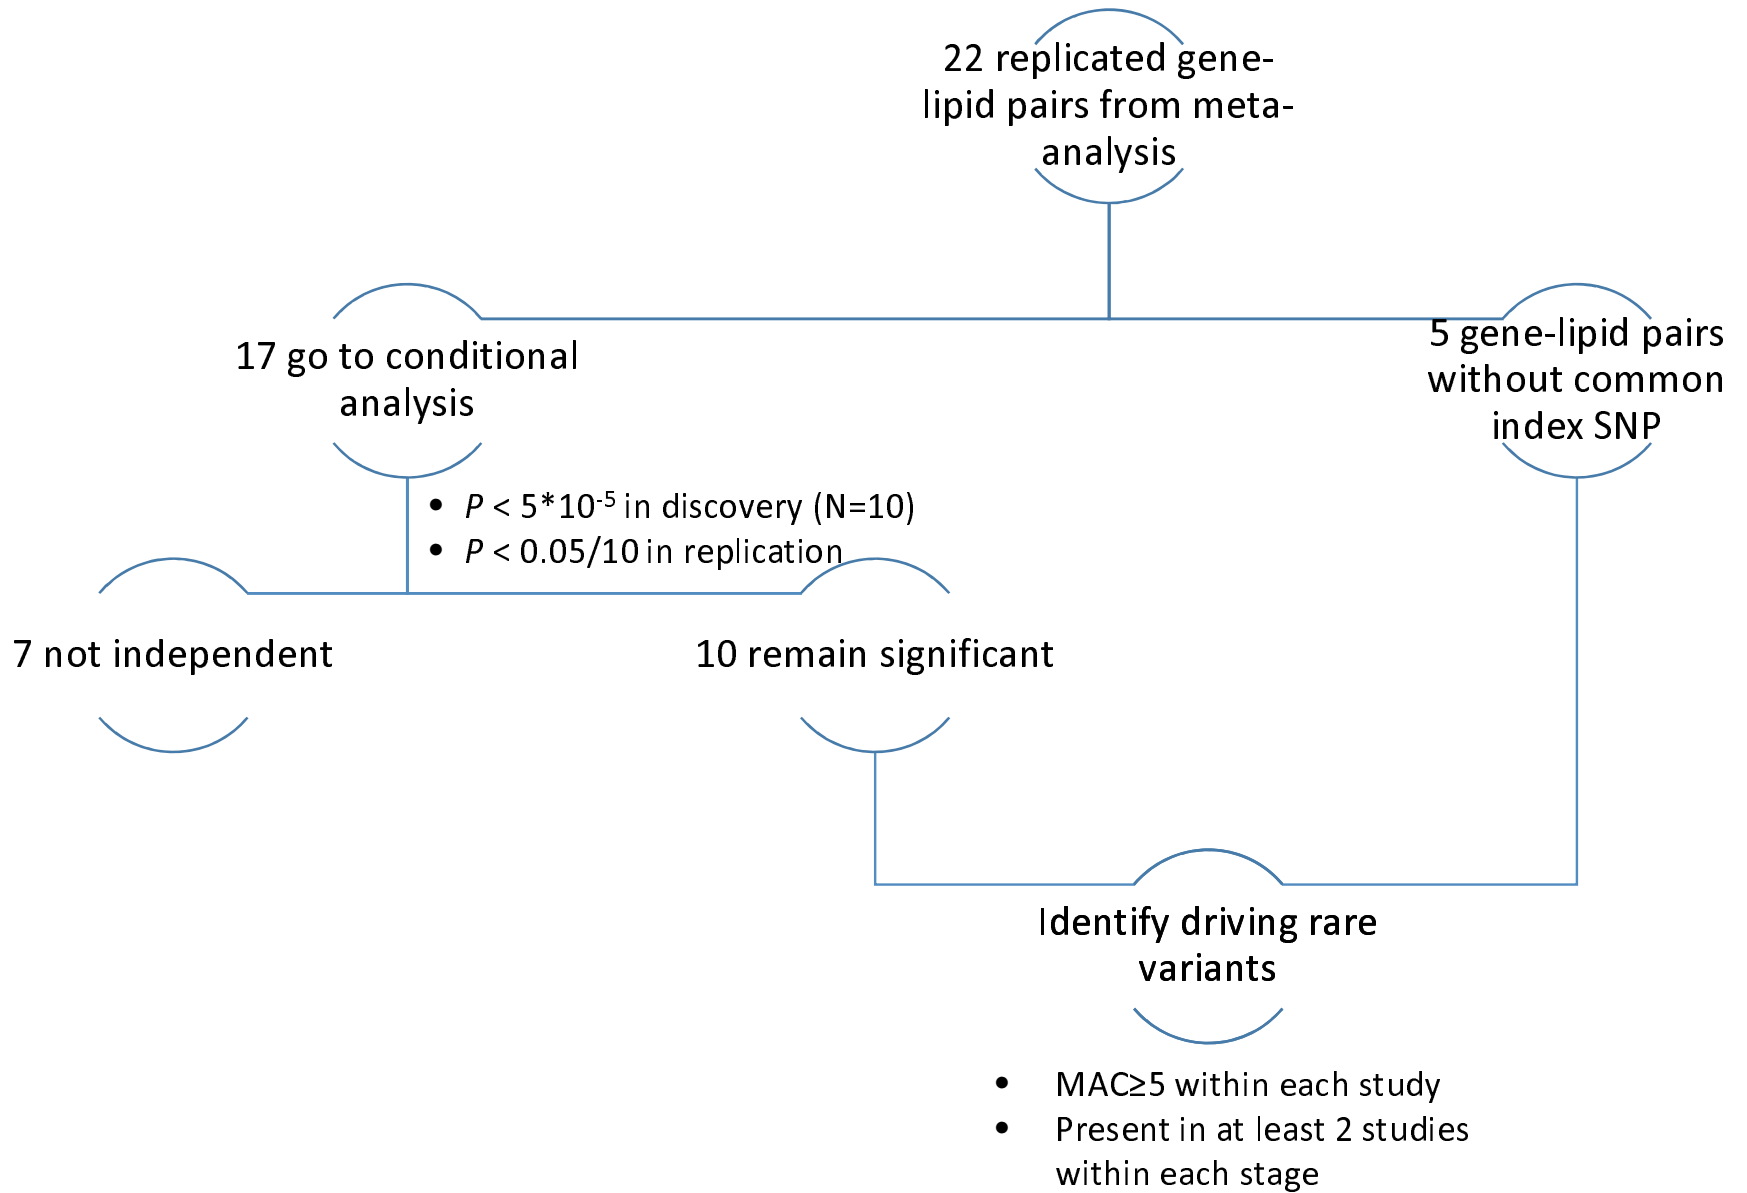 22 replicated gene-
lipid pairs from meta-
analysis
17 go to conditional
analysis
5 gene-lipid pairs
without common
index SNP
• P < 5*10⁻⁵ in discovery (N=10)
• P < 0.05/10 in replication
7 not independent
10 remain significant
Identify driving rare
variants
• MAC≥5 within each study
• Present in at least 2 studies
within each stage